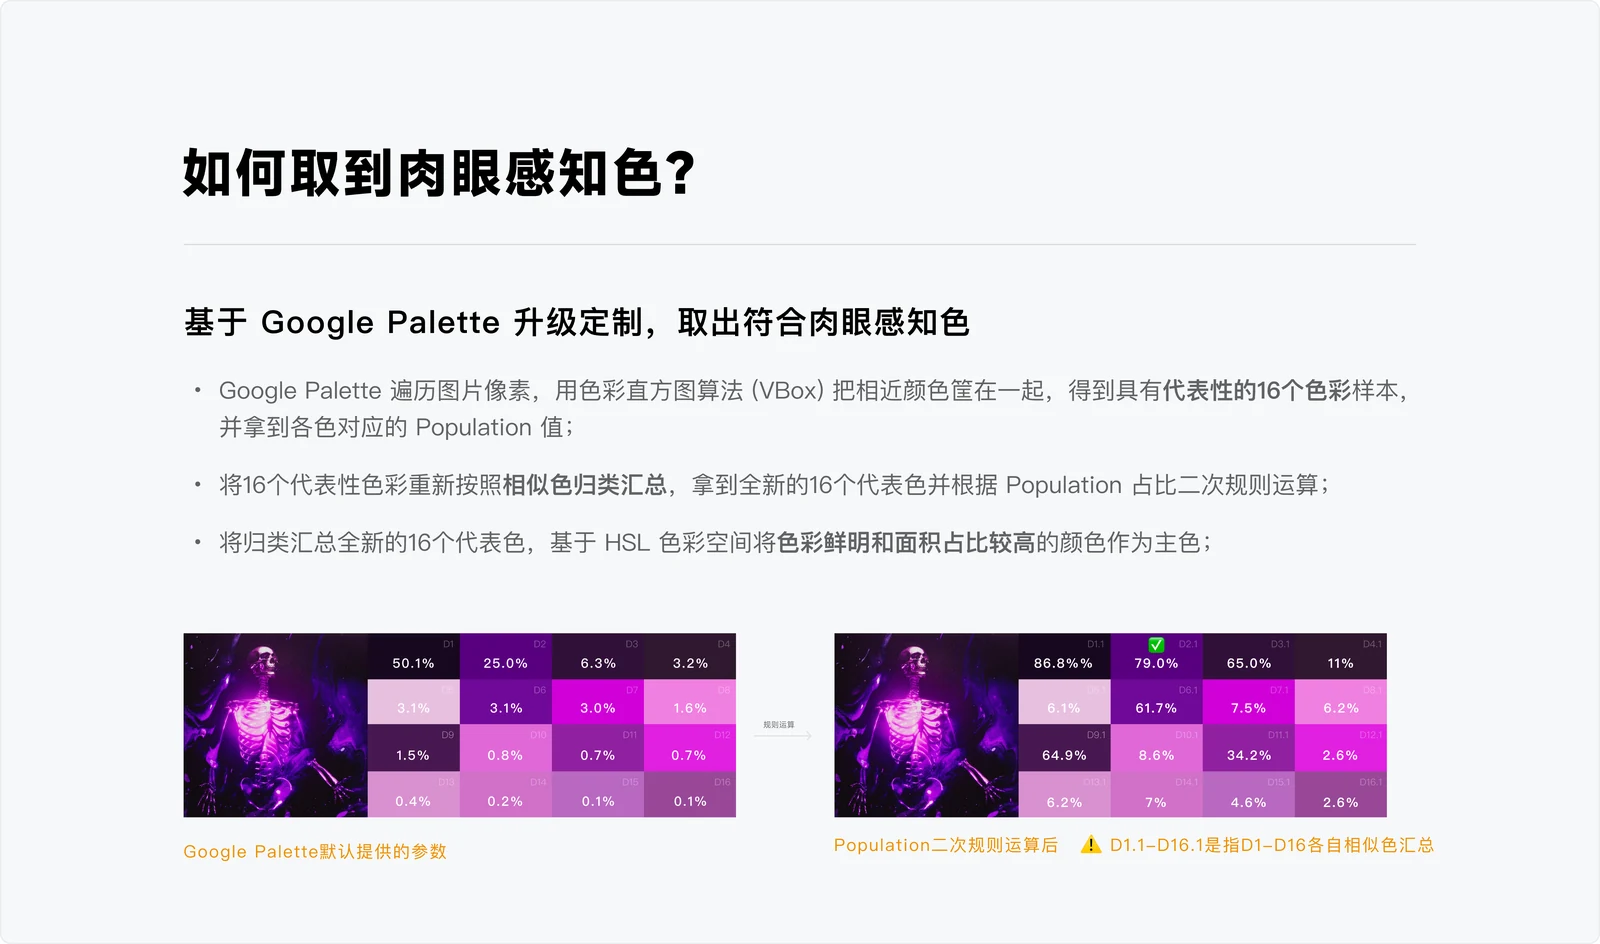 如何取到肉眼感知色？
基于 Google Palette 升级定制，取出符合肉眼感知色
• Google Palette 遍历图片像素，用色彩直方图算法 (VBox) 把相近颜色筐在一起，得到具有代表性的16个色彩样本，
并拿到各色对应的 Population 值；
• 将16个代表性色彩重新按照相似色归类汇总，拿到全新的16个代表色并根据 Population 占比二次规则运算；
• 将归类汇总全新的16个代表色，基于 HSL 色彩空间将色彩鲜明和面积占比较高的颜色作为主色；
D1 D2 D3 D4
50.1% 25.0% 6.3% 3.2%
D6 D7 D8
3.1% 3.1% 3.0% 1.6%
D9 D10 D11 D12
1.5% 0.8% 0.7% 0.7%
D13 D14 D15 D16
0.4% 0.2% 0.1% 0.1%
Google Palette默认提供的参数
规则运算
D1.1 D2.1 D3.1 D4.1
86.8%% 79.0% 65.0% 11%
D6.1 D7.1 D8.1
6.1% 61.7% 7.5% 6.2%
D9.1 D10.1 D11.1 D12.1
64.9% 8.6% 34.2% 2.6%
D13.1 D14.1 D15.1 D16.1
6.2% 7% 4.6% 2.6%
Population二次规则运算后 D1.1–D16.1是指D1–D16各自相似色汇总